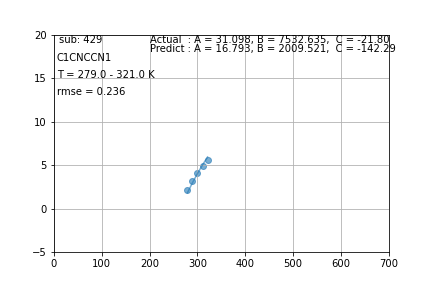 sub: 429
Actual : A = 31.098, B = 7532.635, C = -21.80
Predict : A = 16.793, B = 2009.521, C = -142.29
C1CNCCN1
T = 279.0 - 321.0 K
rmse = 0.236
20
15
10
5
0
−5
0 100 200 300 400 500 600 700